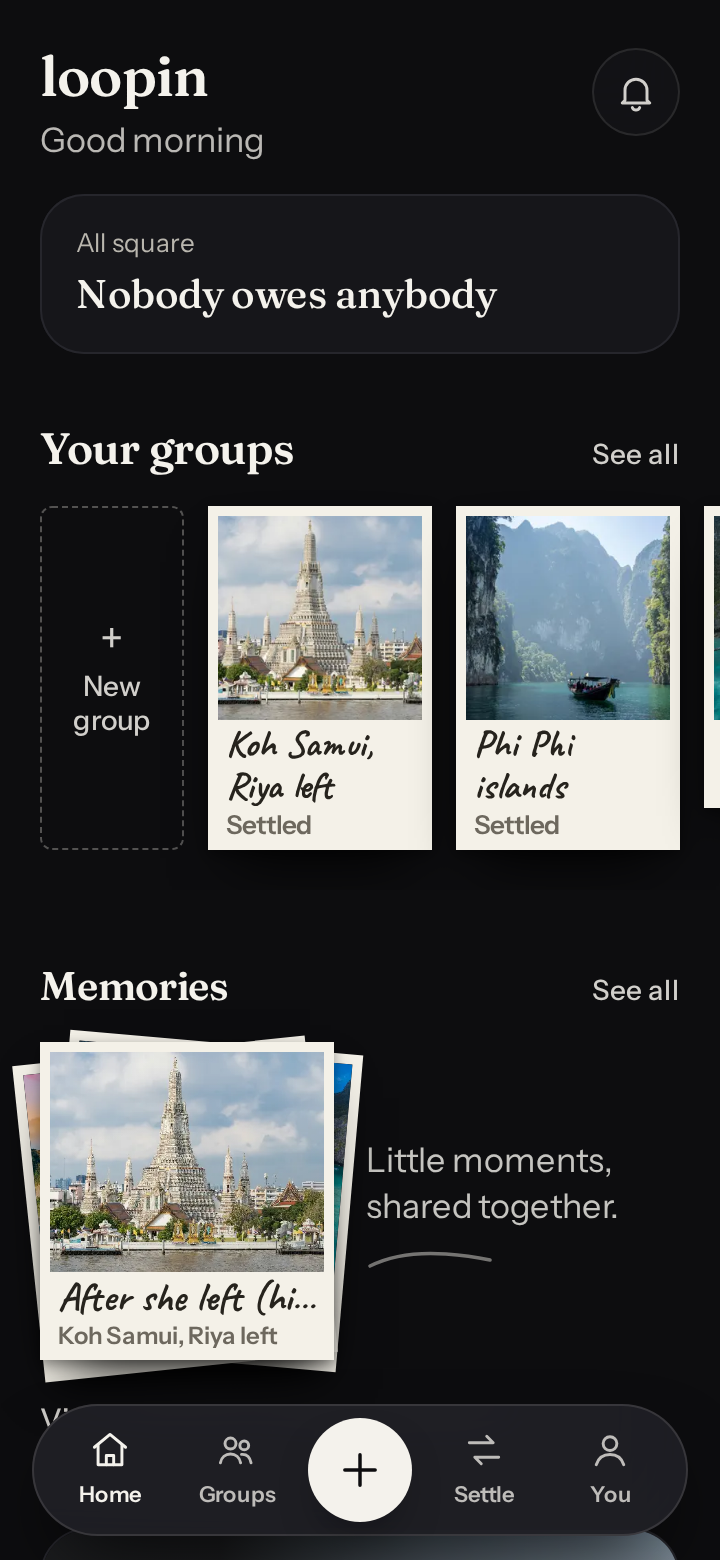 loopin
Good morning
All square
Nobody owes anybody
Your groups
See all
+
New
group
Koh Samui,
Riya left
Settled
Phi Phi
islands
Settled
Memories
See all
Little moments,
shared together.
After she left (hi...
Koh Samui, Riya left
Home
Groups
Settle
You